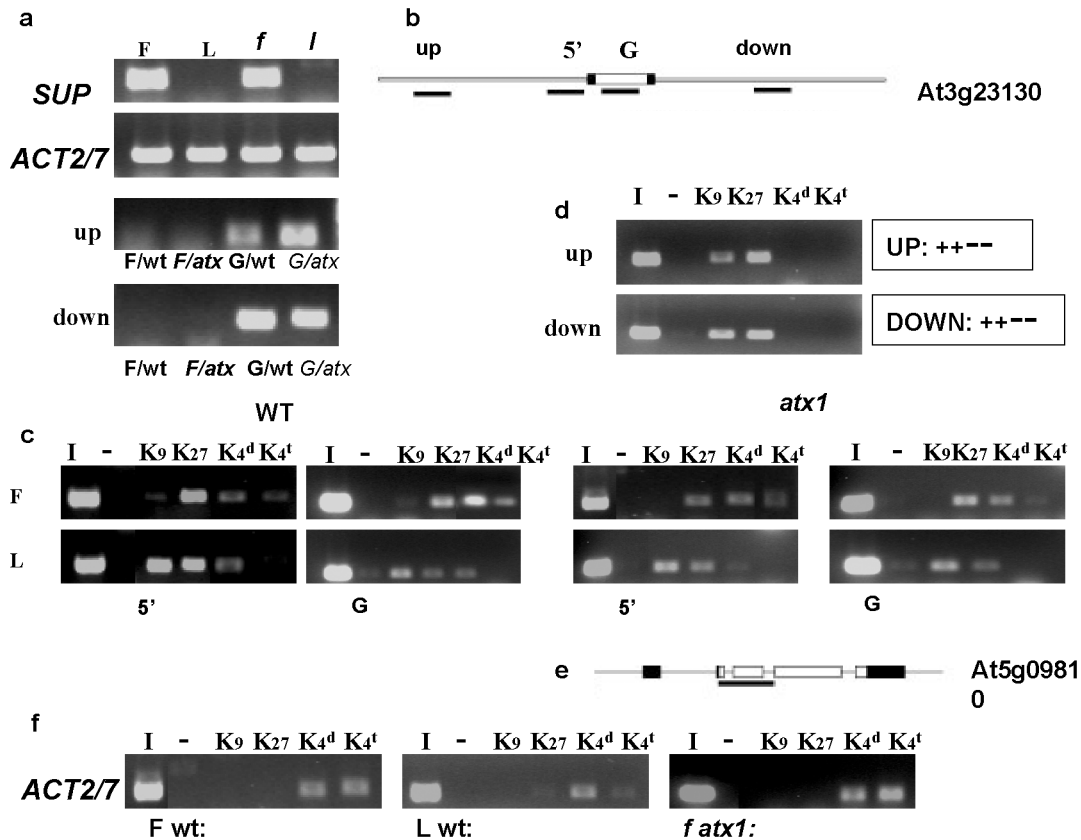 a
F L f l
SUP
ACT2/7
up
F/wt F/atx G/wt G/atx
down
F/wt F/atx G/wt G/atx
b
up 5' G down
At3g23130
d
I - K9 K27 K4d K4t
up
UP: ++--
down
DOWN: ++--
WT
atx1
c
I - K9 K27 K4d K4t
I - K9 K27 K4d K4t
I - K9 K27 K4d K4t
I - K9 K27 K4d K4t
F
L
5'
G
5'
G
e
At5g0981
0
f
I - K9 K27 K4d K4t
I - K9 K27 K4d K4t
I - K9 K27 K4d K4t
ACT2/7
F wt:
L wt:
f atx1: